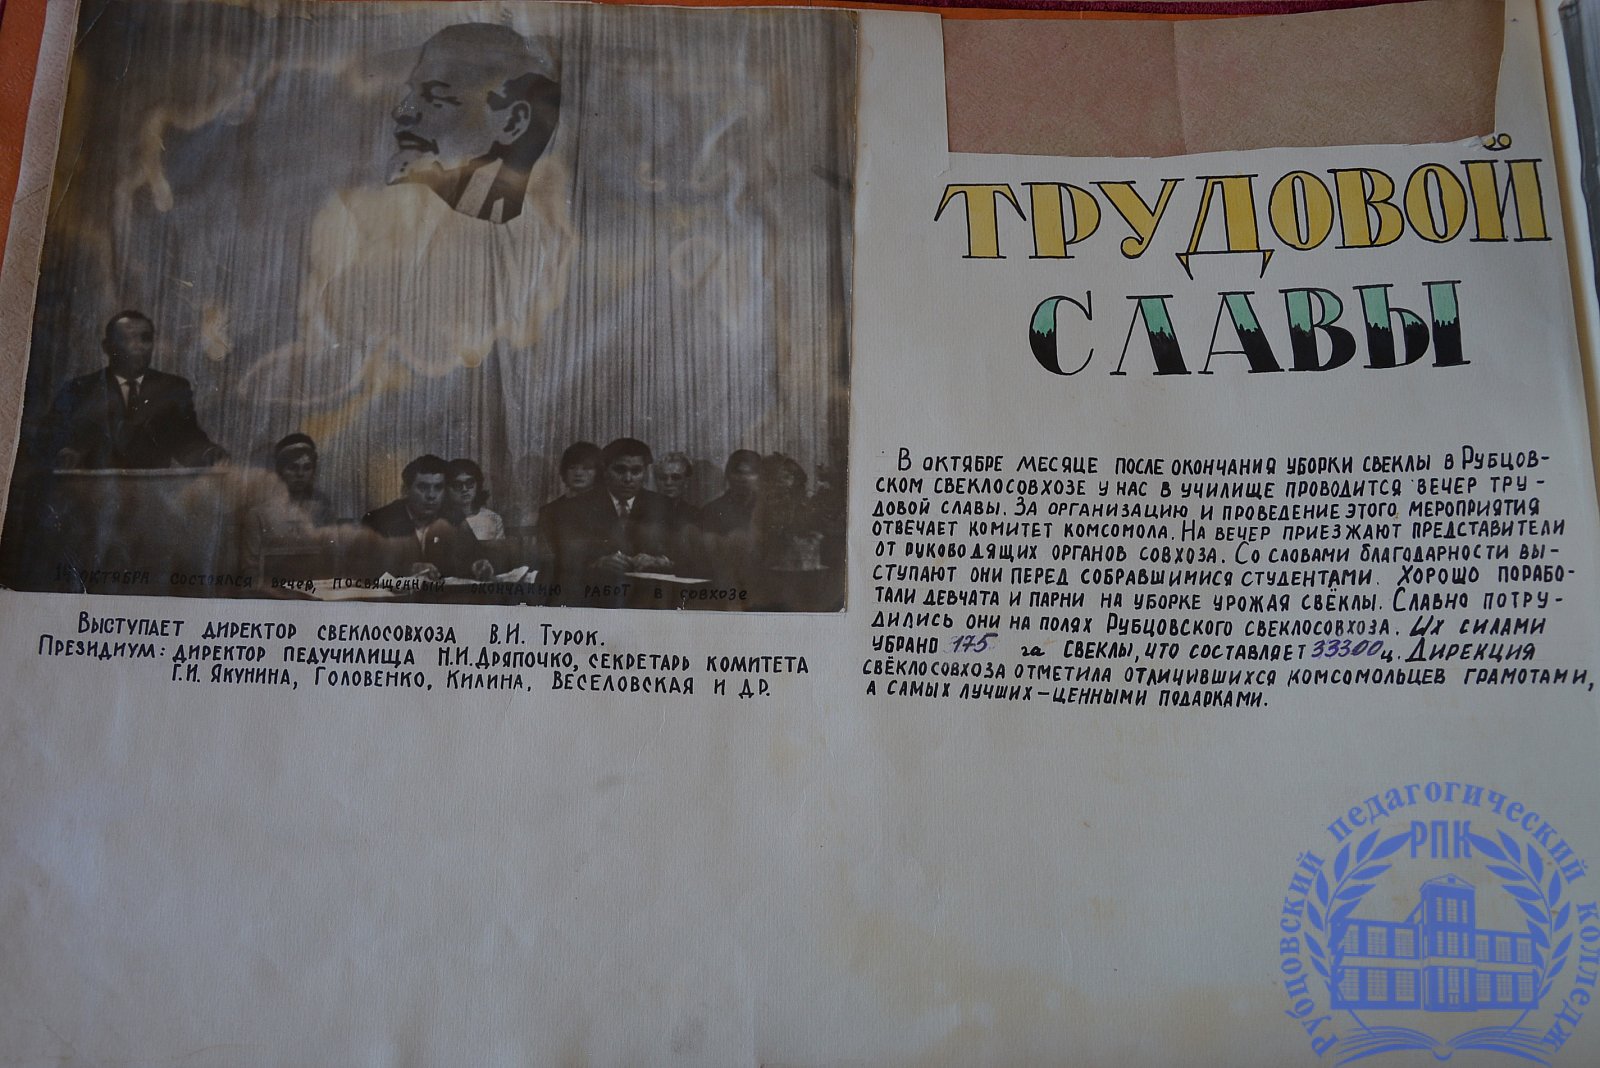 14 октября состоялся вечер, посвящённый окончанию работ в совхозе
Выступает директор свеклосовхоза В.И. Турок.
Президиум: директор педучилища Н.И. Дряпочко, секретарь комитета
Г.И. Якунина, Головенко, Килина, Веселовская и др.
ТРУДОВОЙ
СЛАВЫ
В октябре месяце после окончания уборки свеклы в Рубцов-
ском свеклосовхозе у нас в училище проводится вечер тру-
довой славы. За организацию и проведение этого мероприятия
отвечает комитет комсомола. На вечер приезжают представители
от руководящих органов совхоза. Со словами благодарности вы-
ступают они перед собравшимися студентами. Хорошо порабо-
тали девчата и парни на уборке урожая свёклы. Славно потру-
дились они на полях Рубцовского свеклосовхоза. Их силами
убрано 175 га свеклы, что составляет 33300 ц. Дирекция
свёклосовхоза отметила отличившихся комсомольцев грамотами,
а самых лучших – ценными подарками.
Рубцовский педагогический колледж
РПК